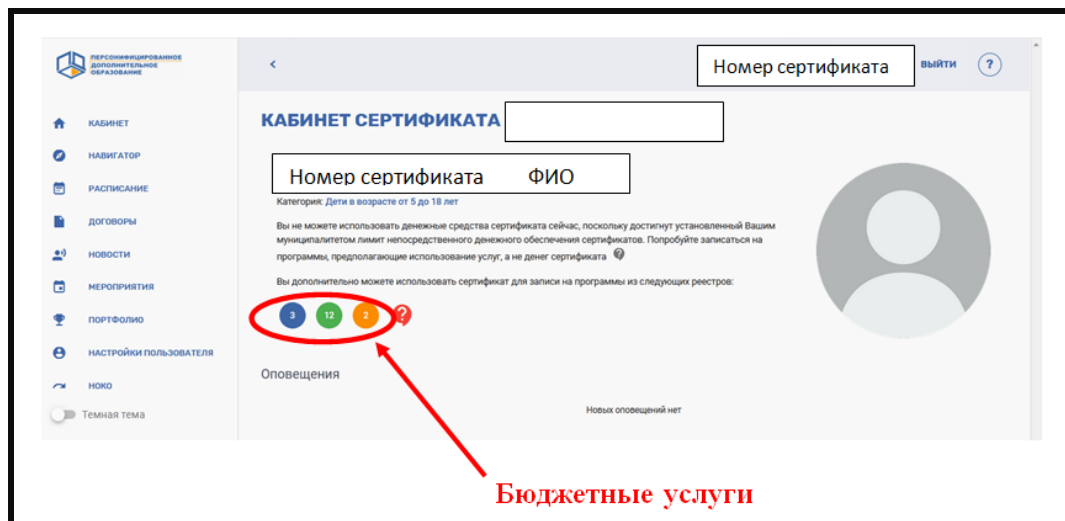 ПЕРСОНИФИЦИРОВАННОЕ
ДОПОЛНИТЕЛЬНОЕ
ОБРАЗОВАНИЕ
Номер сертификата
ВЫЙТИ
?
КАБИНЕТ
НАВИГАТОР
РАСПИСАНИЕ
ДОГОВОРЫ
НОВОСТИ
МЕРОПРИЯТИЯ
ПОРТФОЛИО
НАСТРОЙКИ ПОЛЬЗОВАТЕЛЯ
НОКО
Темная тема
КАБИНЕТ СЕРТИФИКАТА
Номер сертификата ФИО
Категория: Дети в возрасте от 5 до 18 лет
Вы не можете использовать денежные средства сертификата сейчас, поскольку достигнут установленный Вашим
муниципалитетом лимит непосредственного денежного обеспечения сертификатов. Попробуйте записаться на
программы, предполагающие использование услуг, а не денег сертификата ?
Вы дополнительно можете использовать сертификат для записи на программы из следующих реестров:
3 12 2 ?
Оповещения
Новых оповещений нет
Бюджетные услуги